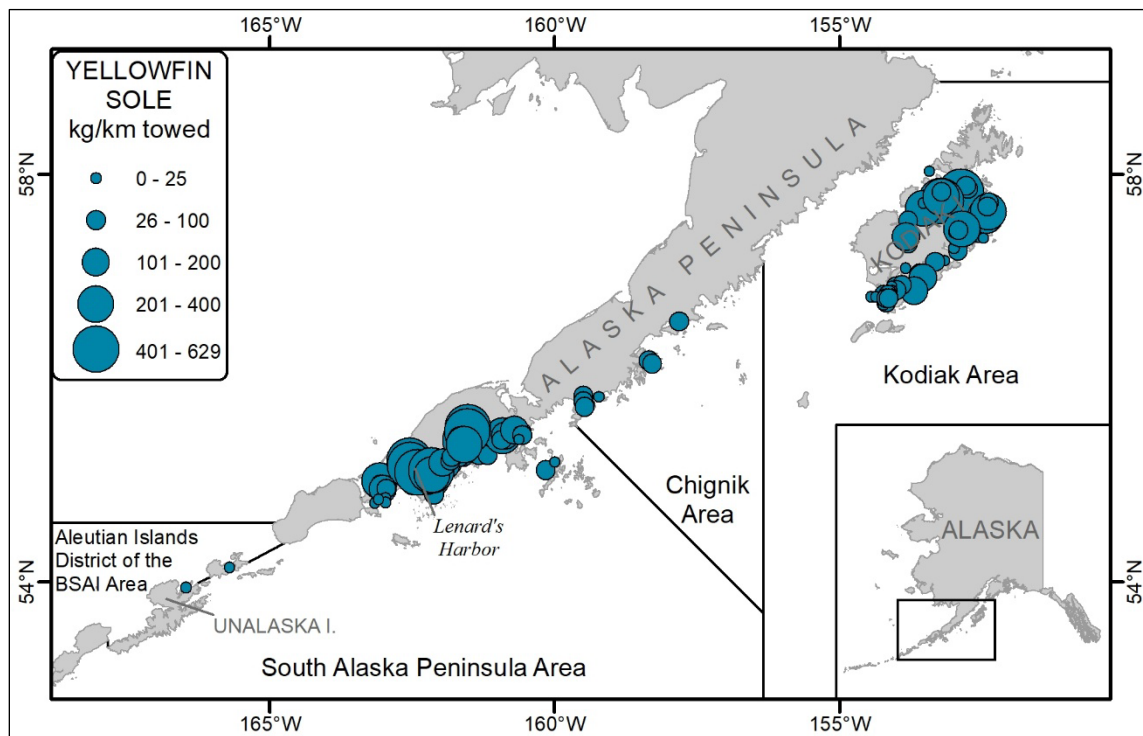 165°W 160°W 155°W
YELLOWFIN
SOLE
kg/km towed
0 - 25
26 - 100
101 - 200
201 - 400
401 - 629
58°N 58°N
ALASKA PENINSULA
KODIAK I.
Kodiak Area
Chignik
Area
Lenard's
Harbor
Aleutian Islands
District of the
BSAI Area
ALASKA
54°N 54°N
UNALASKA I.
South Alaska Peninsula Area
165°W 160°W 155°W